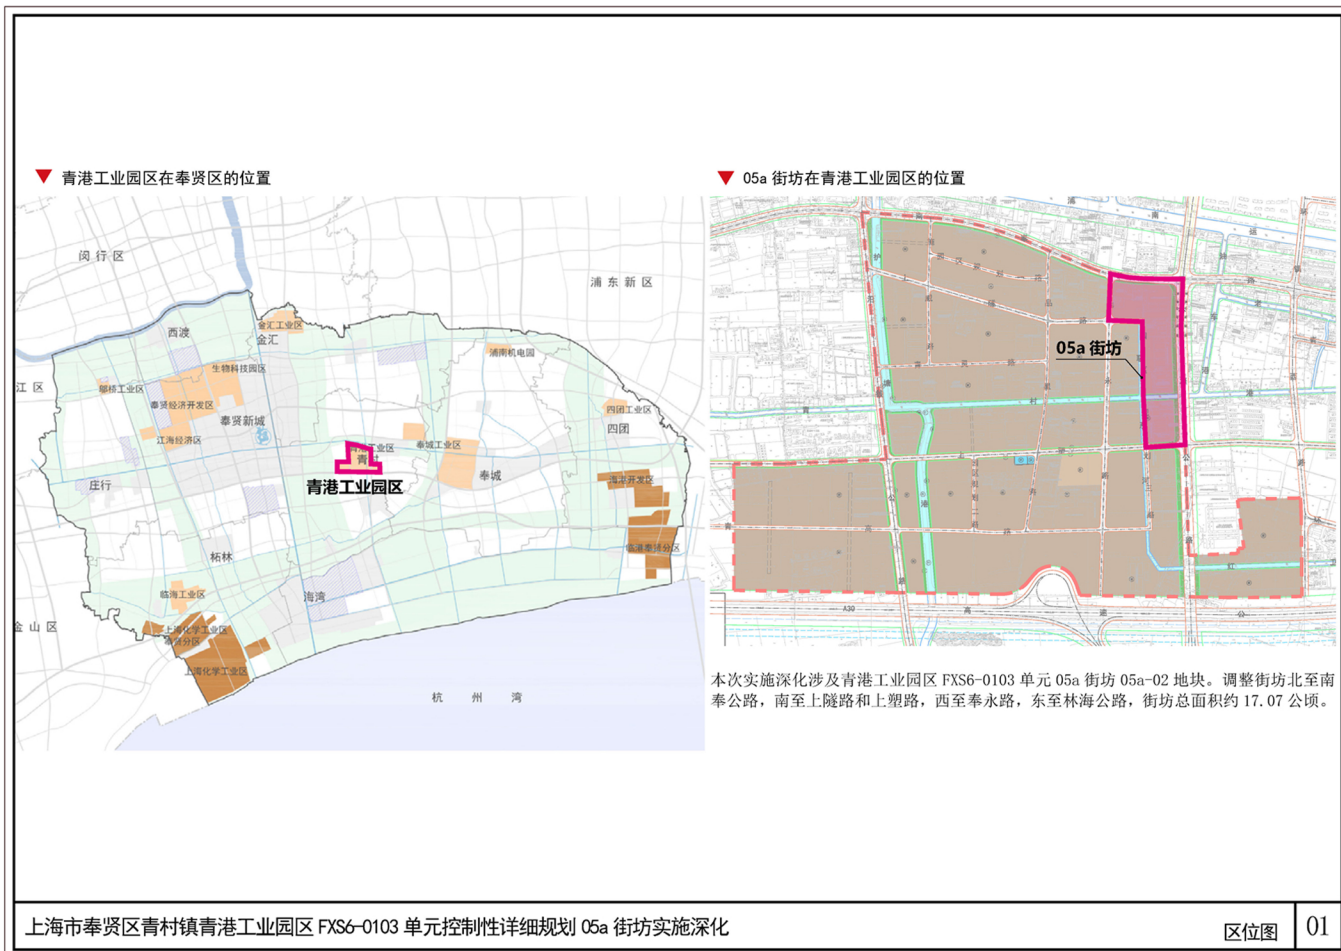 青港工业园区在奉贤区的位置
闵行区
浦东新区
西渡
金汇工业区
金汇
浦南机电园
生物科技园区
邬桥工业区
江区
奉贤经济开发区
奉贤新城
四团工业区
四团
江海经济区
奉城工业区
奉城
庄行
青港工业园区
海港开发区
临港奉贤分区
柘林
海湾
临海工业区
金山区
上海化学工业区
奉贤分区
上海化学工业区
杭州湾
05a 街坊在青港工业园区的位置
05a 街坊
A30
高速公
本次实施深化涉及青港工业园区 FXS6-0103 单元 05a 街坊 05a-02 地块。调整街坊北至南
奉公路，南至上隧路和上塑路，西至奉永路，东至林海公路，街坊总面积约 17.07 公顷。
上海市奉贤区青村镇青港工业园区 FXS6-0103 单元控制性详细规划 05a 街坊实施深化
区位图
01